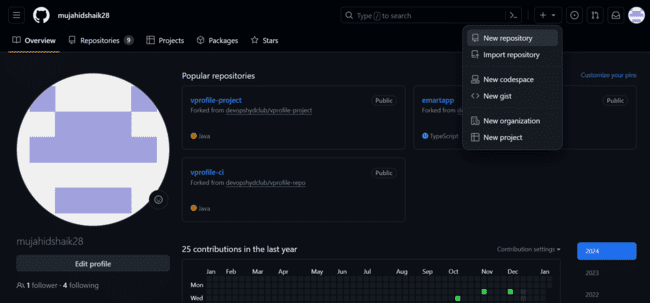 mujahidshaik28
Type / to search
Overview
Repositories 9
Projects
Packages
Stars
New repository
Import repository
New codespace
New gist
New organization
New project
Popular repositories
Customize your pins
vprofile-project
Public
Forked from devopshydclub/vprofile-project
Java
emartapp
Public
Forked from
TypeScript
vprofile-ci
Public
Forked from devopshydclub/vprofile-repo
Java
mujahidshaik28
Edit profile
1 follower · 4 following
25 contributions in the last year
Contribution settings
2024
2023
2022
Jan Feb Mar Apr May Jun Jul Aug Sep Oct Nov Dec Jan
Mon
Wed